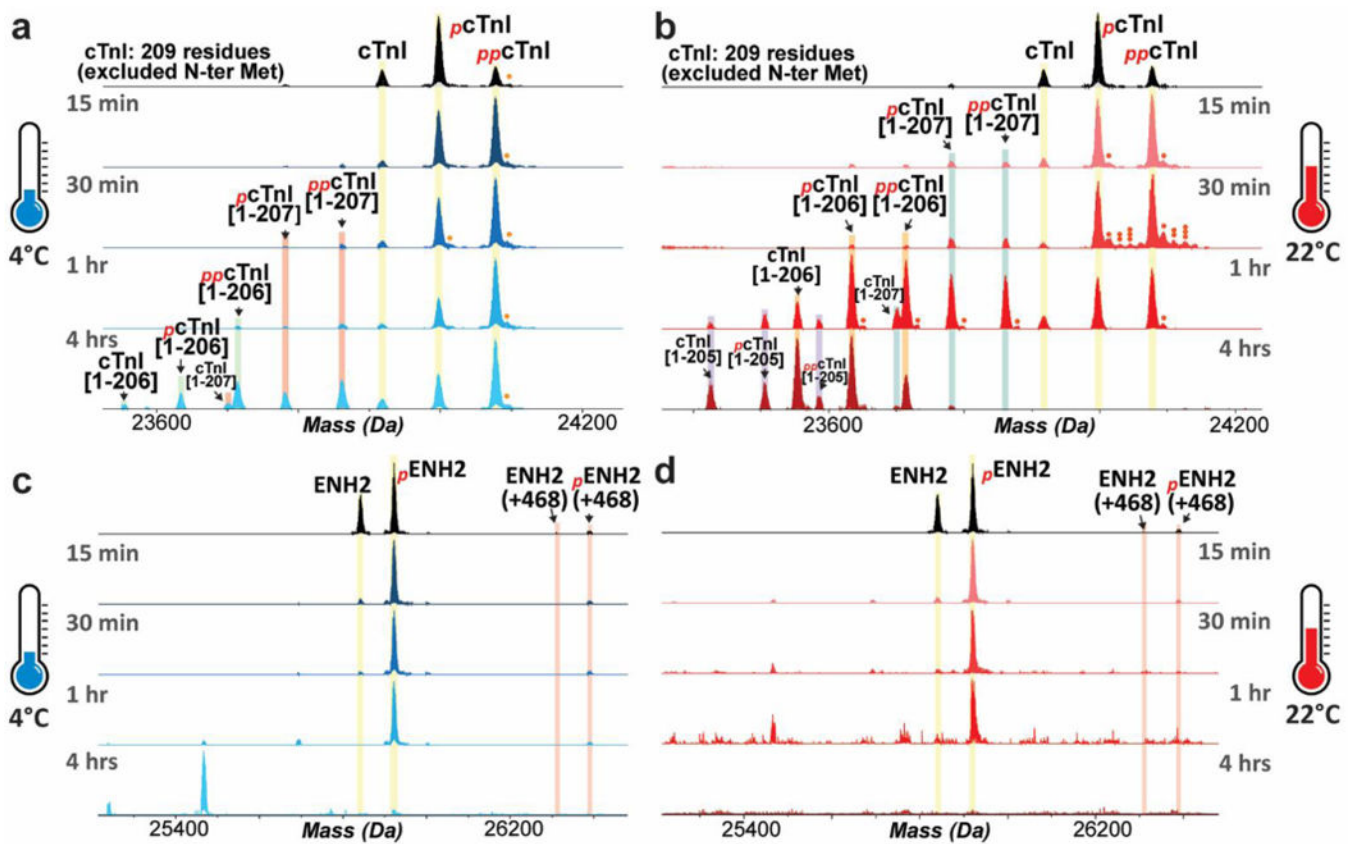 a
cTnI: 209 residues
(excluded N-ter Met)
cTnI
pcTnI
ppcTnI
15 min
30 min
pcTnI
[1-207]
ppcTnI
[1-207]
1 hr
ppcTnI
[1-206]
4 hrs
pcTnI
[1-206]
cTnI
[1-206]
cTnI
[1-207]
4°C
23600
Mass (Da)
24200
b
cTnI: 209 residues
(excluded N-ter Met)
cTnI
pcTnI
ppcTnI
15 min
pcTnI
[1-207]
ppcTnI
[1-207]
30 min
pcTnI
[1-206]
ppcTnI
[1-206]
1 hr
cTnI
[1-206]
cTnI
[1-207]
4 hrs
cTnI
[1-205]
pcTnI
[1-205]
ppcTnI
[1-205]
22°C
23600
Mass (Da)
24200
c
ENH2
pENH2
ENH2
(+468)
pENH2
(+468)
15 min
30 min
1 hr
4 hrs
4°C
25400
Mass (Da)
26200
d
ENH2
pENH2
ENH2
(+468)
pENH2
(+468)
15 min
30 min
1 hr
4 hrs
22°C
25400
Mass (Da)
26200